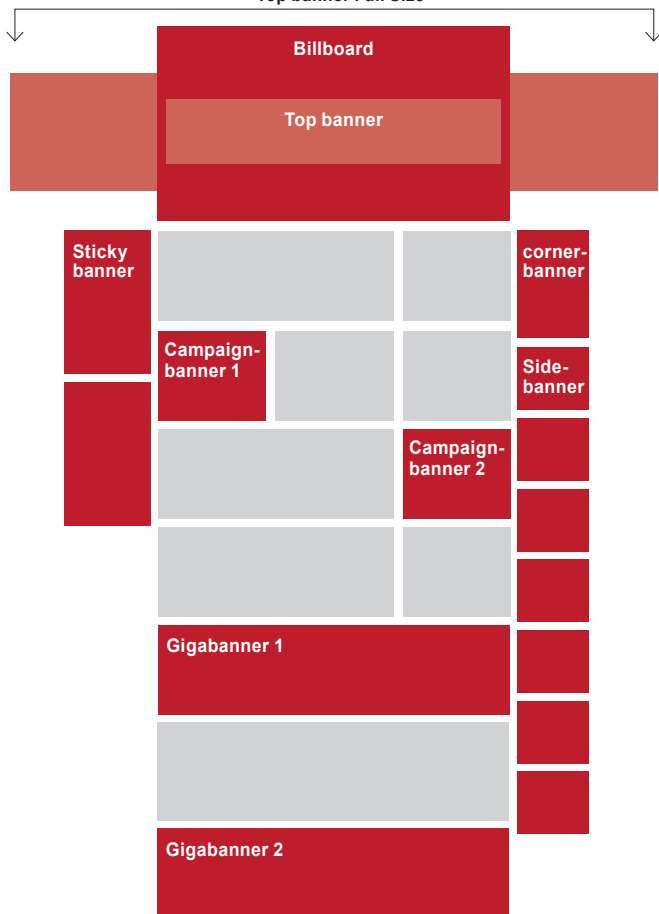 Billboard
Top banner
Sticky
banner
corner-
banner
Campaign-
banner 1
Side-
banner
Campaign-
banner 2
Gigabanner 1
Gigabanner 2